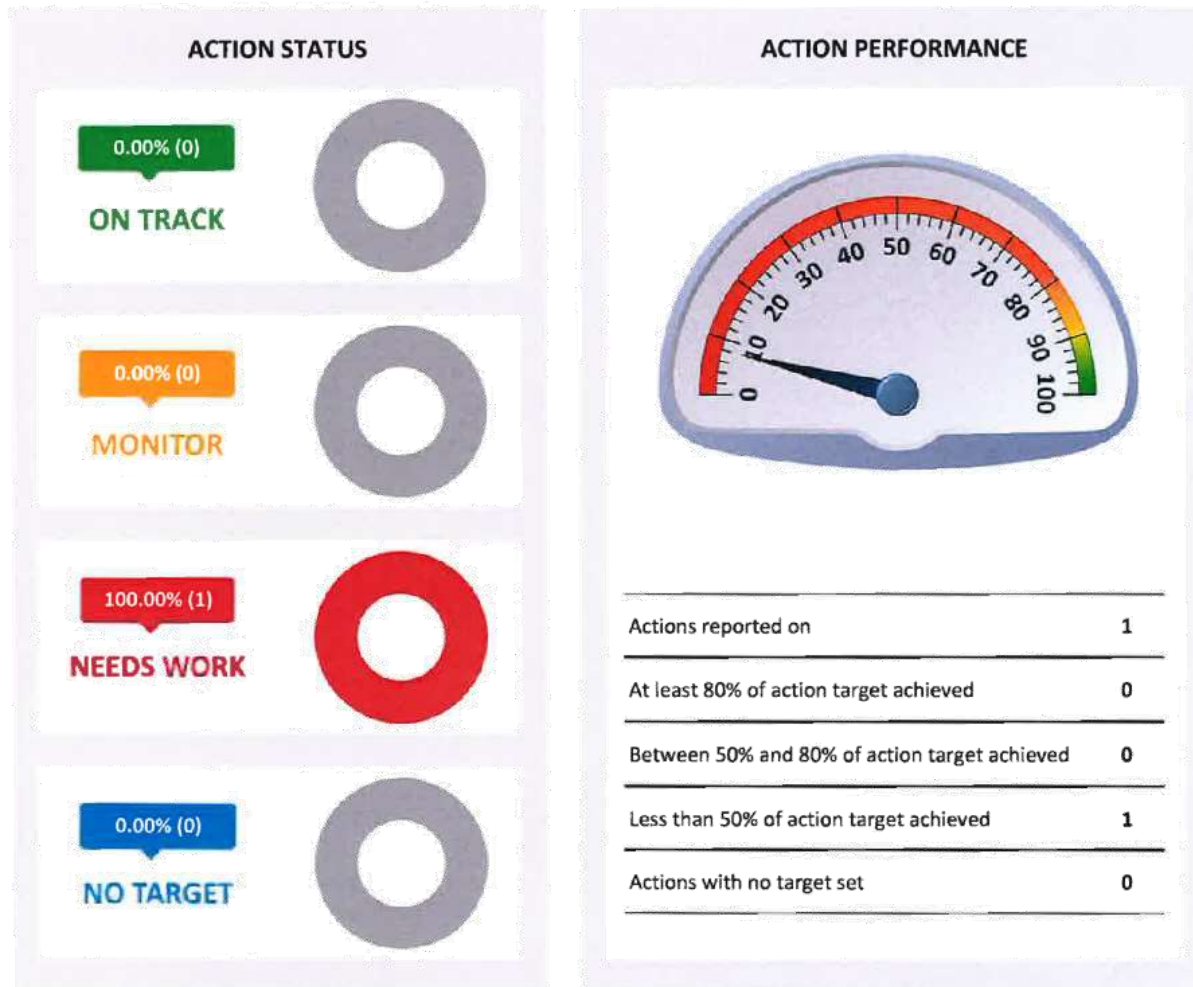 ACTION STATUS
0.00% (0)
ON TRACK
0.00% (0)
MONITOR
100.00% (1)
NEEDS WORK
0.00% (0)
NO TARGET
ACTION PERFORMANCE
0 10 20 30 40 50 60 70 80 90 100
Actions reported on 1
At least 80% of action target achieved 0
Between 50% and 80% of action target achieved 0
Less than 50% of action target achieved 1
Actions with no target set 0